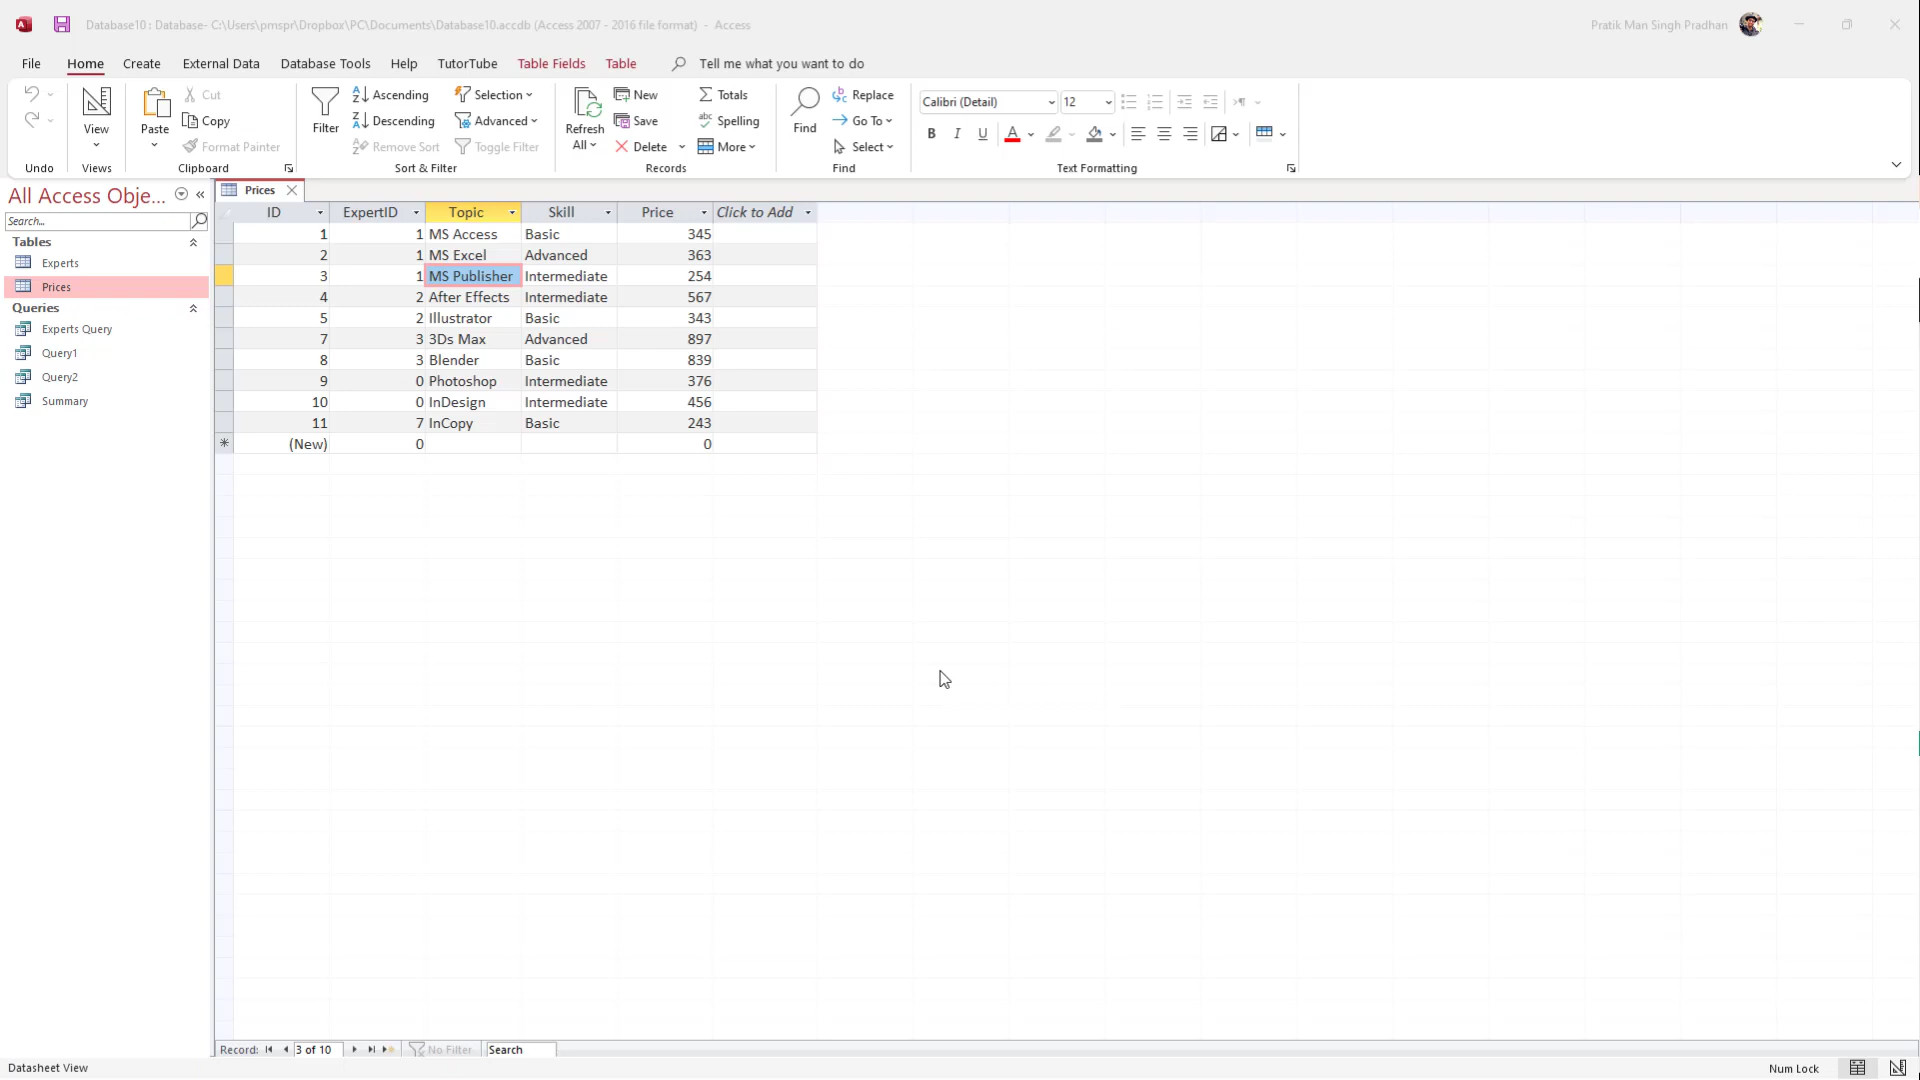 Database10 : Database- C:\Users\pmspr\Dropbox\PC\Documents\Database10.accdb (Access 2007 - 2016 file format) - Access
Pratik Man Singh Pradhan
File Home Create External Data Database Tools Help TutorTube Table Fields Table Tell me what you want to do
Undo
View
Views
Paste
Cut
Copy
Format Painter
Clipboard
Filter
Ascending
Descending
Remove Sort
Selection
Advanced
Toggle Filter
Sort & Filter
Refresh
All
New
Save
Delete
Totals
Spelling
More
Records
Find
Replace
Go To
Select
Find
Calibri (Detail) 12
B I U A
Text Formatting
All Access Obje...
Search...
Tables
Experts
Prices
Queries
Experts Query
Query1
Query2
Summary
Prices
ID ExpertID Topic Skill Price Click to Add
1 1 MS Access Basic 345
2 1 MS Excel Advanced 363
3 1 MS Publisher Intermediate 254
4 2 After Effects Intermediate 567
5 2 Illustrator Basic 343
7 3 3Ds Max Advanced 897
8 3 Blender Basic 839
9 0 Photoshop Intermediate 376
10 0 InDesign Intermediate 456
11 7 InCopy Basic 243
* (New) 0 0
Record: 3 of 10 No Filter Search
Datasheet View
Num Lock